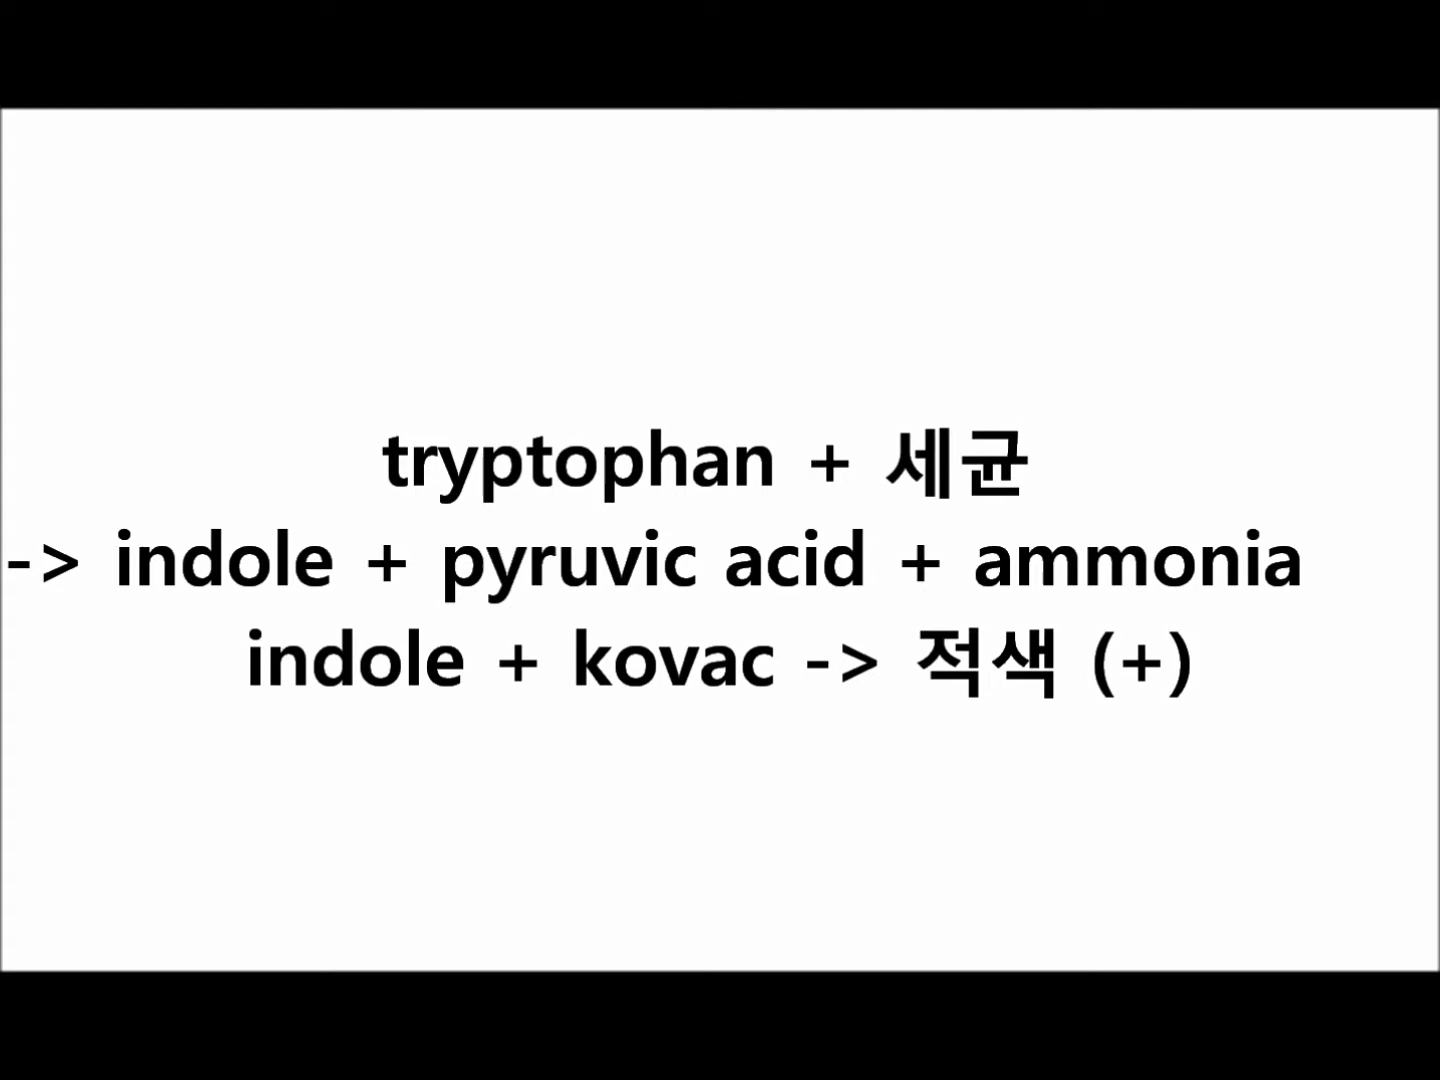 tryptophan + 세균
-> indole + pyruvic acid + ammonia
indole + kovac -> 적색 (+)